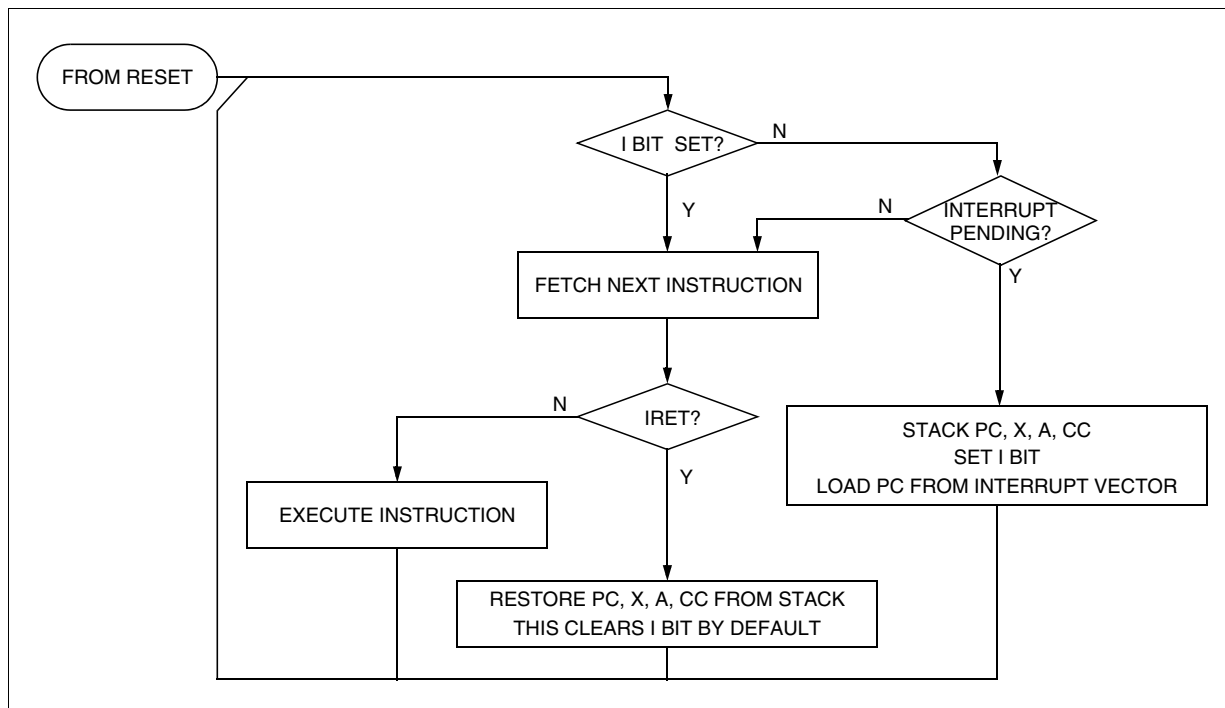 FROM RESET
I BIT SET?
N
Y
N
INTERRUPT
PENDING?
Y
FETCH NEXT INSTRUCTION
N
IRET?
Y
STACK PC, X, A, CC
SET I BIT
LOAD PC FROM INTERRUPT VECTOR
EXECUTE INSTRUCTION
RESTORE PC, X, A, CC FROM STACK
THIS CLEARS I BIT BY DEFAULT